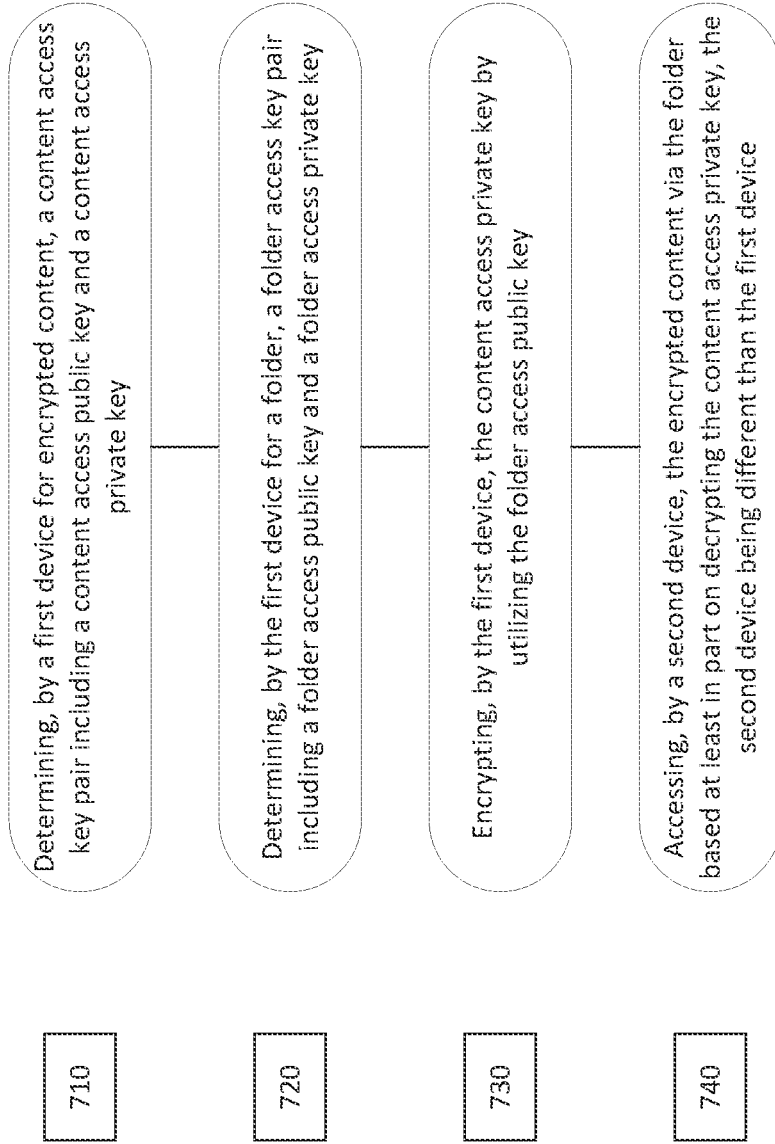 710
Determining, by a first device for encrypted content, a content access
key pair including a content access public key and a content access
private key
720
Determining, by the first device for a folder, a folder access key pair
including a folder access public key and a folder access private key
730
Encrypting, by the first device, the content access private key by
utilizing the folder access public key
740
Accessing, by a second device, the encrypted content via the folder
based at least in part on decrypting the content access private key, the
second device being different than the first device